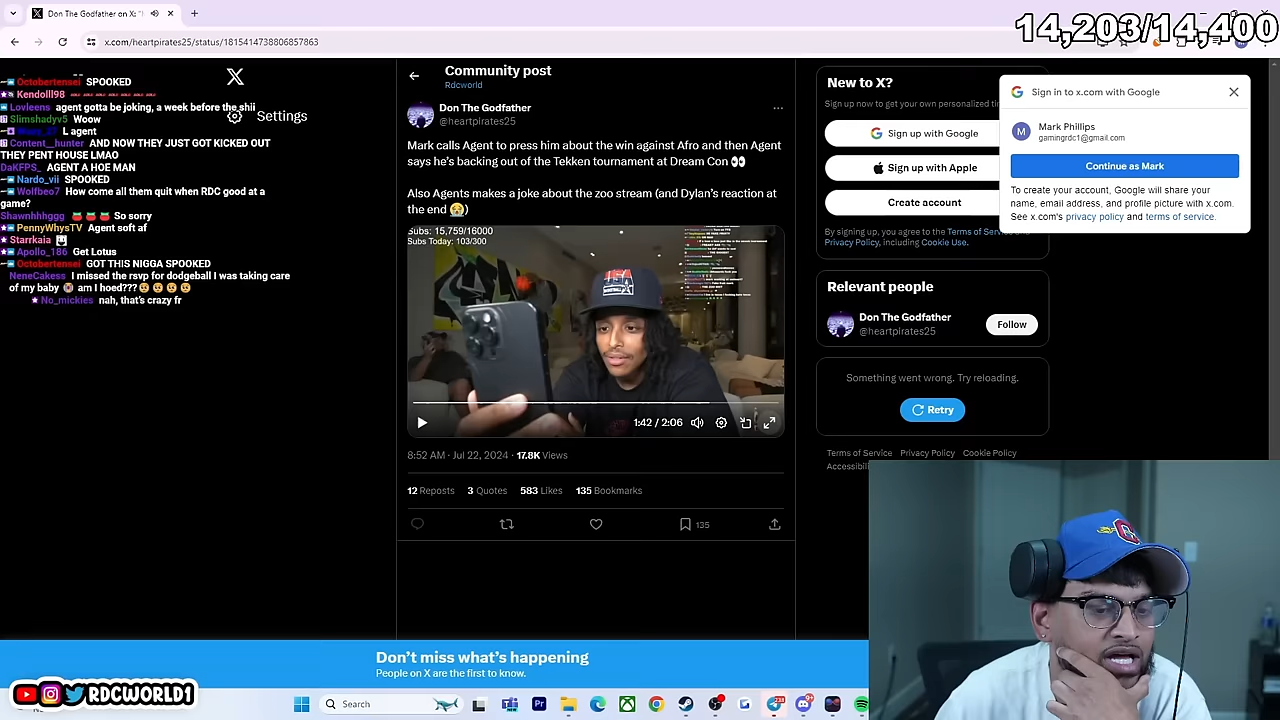 Don The Godfather on X: "I
14,203/14,400
x.com/heartpirates25/status/1815414738806857863
Octobertensei SPOOKED
Kendolll98
Lovleens agent gotta be joking, a week before the shii
Slimshadyv5 Woow
L agent
Content__hunter AND NOW THEY JUST GOT KICKED OUT
THEY PENT HOUSE LMAO
DaKFPS_ AGENT A HOE MAN
Nardo_vii SPOOKED
Wolfbeo7 How come all them quit when RDC good at a
game?
Shawnhhhggg 🍅 🍅 🍅 So sorry
PennyWhysTV Agent soft af
Starrkaia
Apollo_186 Get Lotus
Octobertensei GOT THIS NIGGA SPOOKED
NeneCakess I missed the rsvp for dodgeball I was taking care
of my baby am I hoed???
No_mickies nah, that's crazy fr
Settings
Community post
Rdcworld
Don The Godfather
@heartpirates25
Mark calls Agent to press him about the win against Afro and then Agent
says he's backing out of the Tekken tournament at Dream Con 👀
Also Agents makes a joke about the zoo stream (and Dylan's reaction at
the end 😭)
Subs: 15,759/16000
Subs Today: 103/300
1:42 / 2:06
8:52 AM · Jul 22, 2024 · 17.8K Views
12 Reposts 3 Quotes 583 Likes 135 Bookmarks
135
New to X?
Sign up now to get your own personalized
Sign up with Google
Sign up with Apple
Create account
By signing up, you agree to the Terms of
Privacy Policy, including Cookie Use.
Sign in to x.com with Google
Mark Phillips
gamingrdc1@gmail.com
Continue as Mark
To create your account, Google will share your
name, email address, and profile picture with x.com.
See x.com's privacy policy and terms of service.
Relevant people
Don The Godfather
@heartpirates25
Follow
Something went wrong. Try reloading.
Retry
Terms of Service Privacy Policy Cookie Policy
Accessibil
Don't miss what's happening
People on X are the first to know.
RDCWORLD1
Search